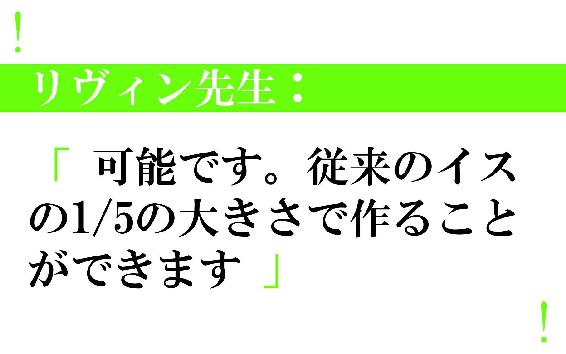 !
リヴィン先生：
「 可能です。従来のイス
の1/5の大きさで作ること
ができます 」
!